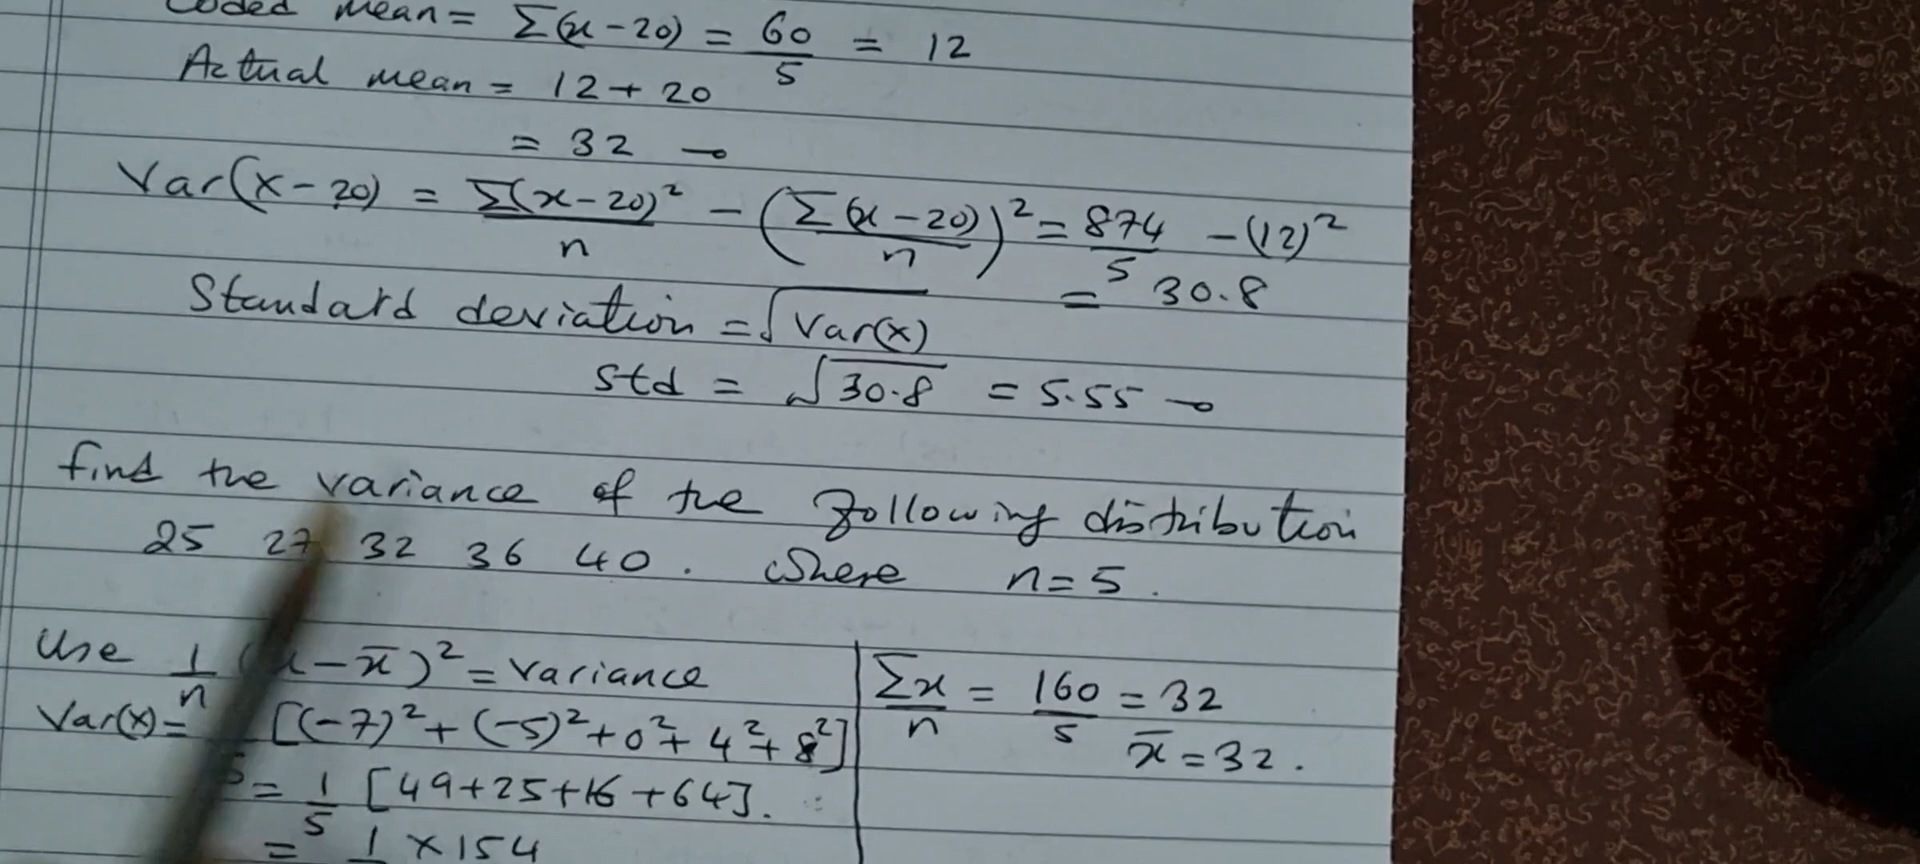 Coded mean = Σ(x-20) = 60/5 = 12
Actual mean = 12 + 20
= 32
Var(x-20) = Σ(x-20)²/n - (Σ(x-20)/n)² = 874/5 - (12)²
= 30.8
Standard deviation = √Var(x)
std = √30.8 = 5.55
find the variance of the following distribution
25 27 32 36 40. Where n=5.
Use 1/n (x-x̄)² = variance
Var(x) = [(-7)²+(-5)²+0²+4²+8²]
= 1/5 [49+25+16+64].
= 1 × 154
Σx/n = 160/5 = 32
x̄ = 32.